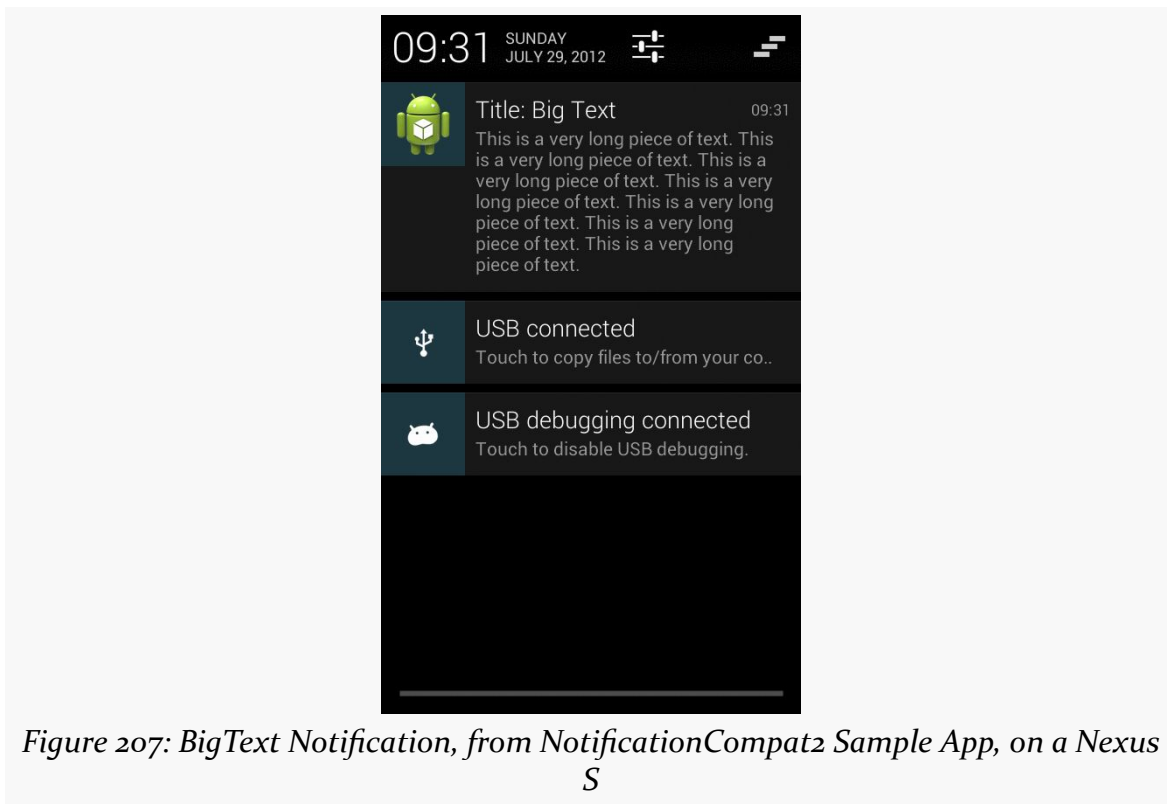 09:31 SUNDAY
JULY 29, 2012
Title: Big Text 09:31
This is a very long piece of text. This
is a very long piece of text. This is a
very long piece of text. This is a very
long piece of text. This is a very long
piece of text. This is a very long
piece of text. This is a very long
piece of text.
USB connected
Touch to copy files to/from your co..
USB debugging connected
Touch to disable USB debugging.
Figure 207: BigText Notification, from NotificationCompat2 Sample App, on a Nexus
S